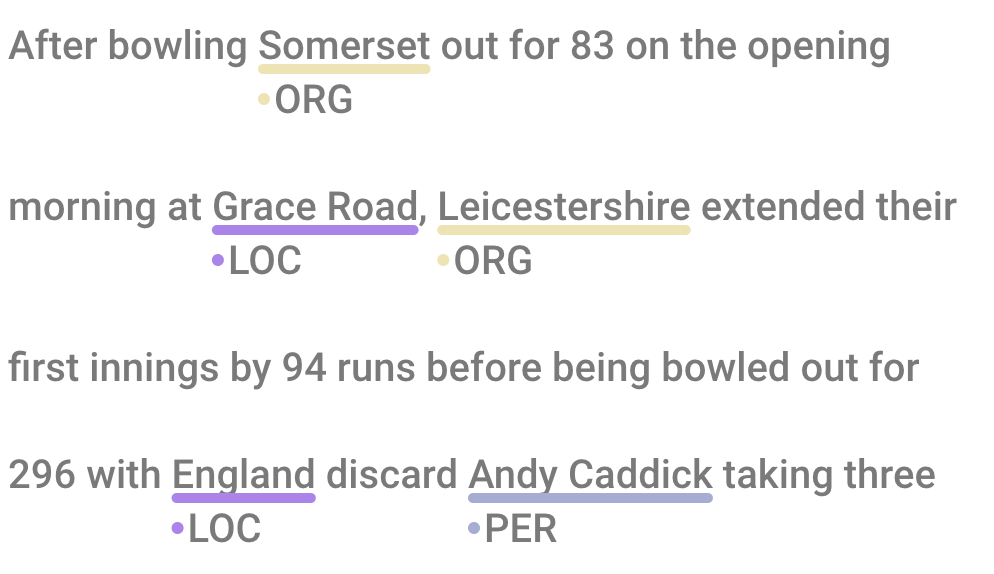 After bowling Somerset out for 83 on the opening
•ORG
morning at Grace Road, Leicestershire extended their
•LOC •ORG
first innings by 94 runs before being bowled out for
296 with England discard Andy Caddick taking three
•LOC •PER